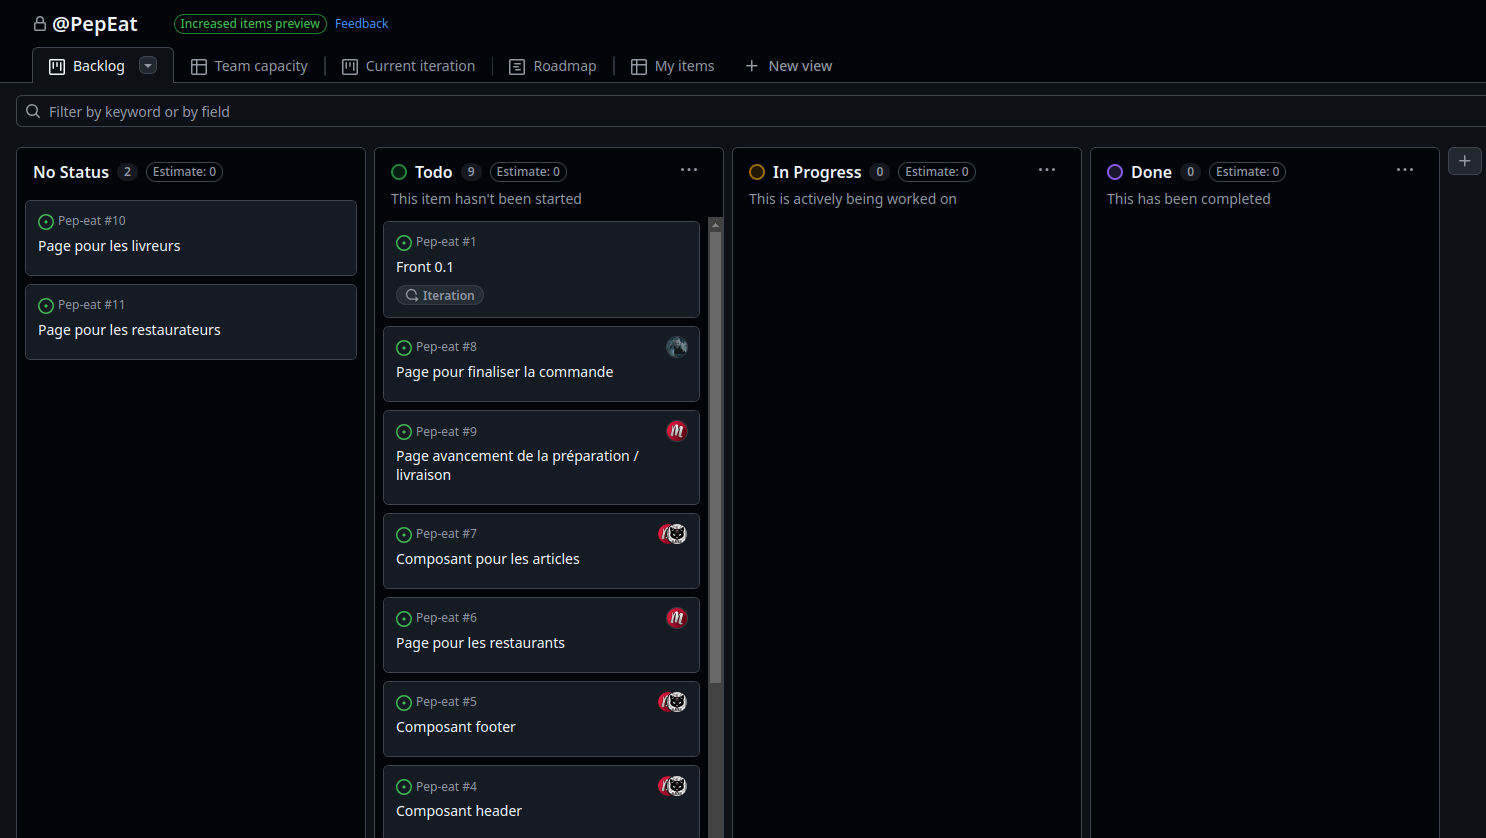 @PepEat
Increased items preview
Feedback
Backlog
Team capacity
Current iteration
Roadmap
My items
New view
Filter by keyword or by field
No Status 2 Estimate: 0
Pep-eat #10
Page pour les livreurs
Pep-eat #11
Page pour les restaurateurs
Todo 9 Estimate: 0
This item hasn't been started
Pep-eat #1
Front 0.1
Iteration
Pep-eat #8
Page pour finaliser la commande
Pep-eat #9
Page avancement de la préparation /
livraison
Pep-eat #7
Composant pour les articles
Pep-eat #6
Page pour les restaurants
Pep-eat #5
Composant footer
Pep-eat #4
Composant header
In Progress 0 Estimate: 0
This is actively being worked on
Done 0 Estimate: 0
This has been completed